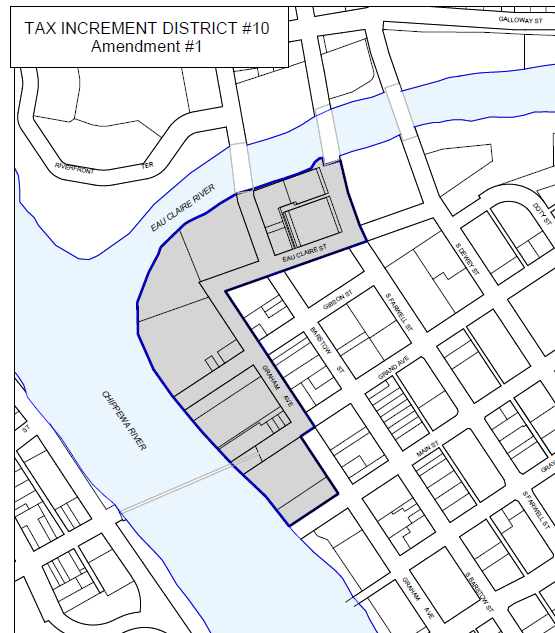 TAX INCREMENT DISTRICT #10
Amendment #1
GALLOWAY ST
RIVERFRONT TER
EAU CLAIRE RIVER
DOTY ST
EAU CLAIRE ST
S DEWEY ST
GIBSON ST
S FARWELL ST
BARSTOW ST
GRAHAM AVE
GRAND AVE
CHIPPEWA RIVER
ST
MAIN ST
GRAY
S FARWELL ST
GRAHAM AVE
S BARSTOW ST